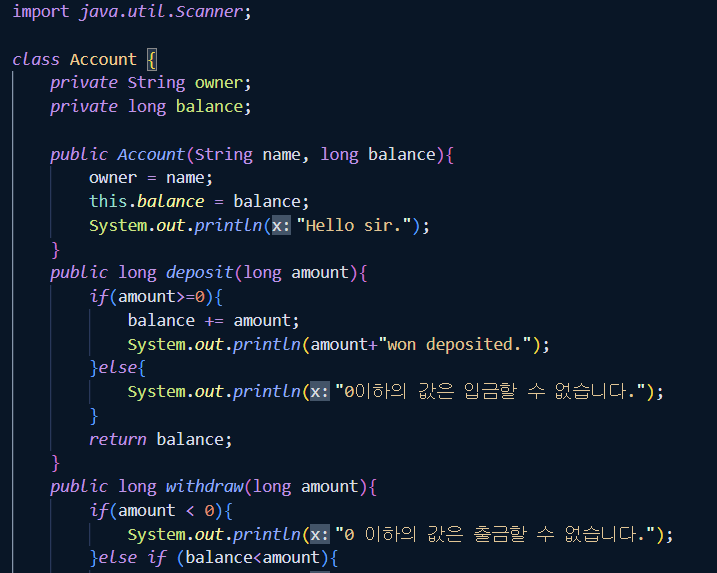 import java.util.Scanner;
class Account {
private String owner;
private long balance;
public Account(String name, long balance){
owner = name;
this.balance = balance;
System.out.println(x: "Hello sir.");
}
public long deposit(long amount){
if(amount>=0){
balance += amount;
System.out.println(amount+"won deposited.");
}else{
System.out.println(x: "0이하의 값은 입금할 수 없습니다.");
}
return balance;
}
public long withdraw(long amount){
if(amount < 0){
System.out.println(x: "0 이하의 값은 출금할 수 없습니다.");
}else if (balance<amount){